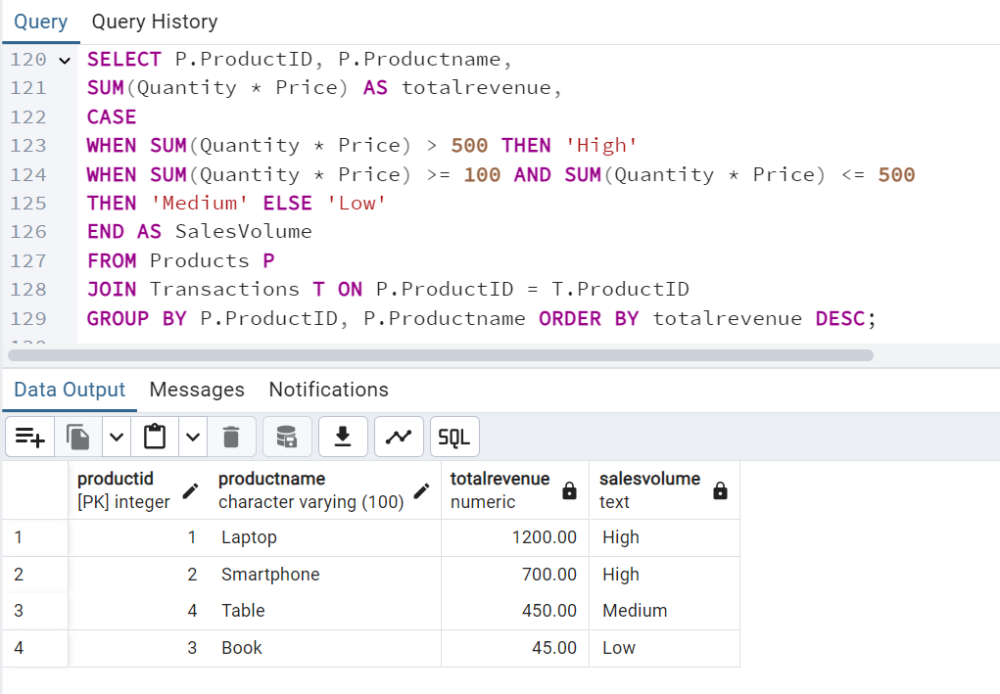 Query Query History
120 SELECT P.ProductID, P.Productname,
121 SUM(Quantity * Price) AS totalrevenue,
122 CASE
123 WHEN SUM(Quantity * Price) > 500 THEN 'High'
124 WHEN SUM(Quantity * Price) >= 100 AND SUM(Quantity * Price) <= 500
125 THEN 'Medium' ELSE 'Low'
126 END AS SalesVolume
127 FROM Products P
128 JOIN Transactions T ON P.ProductID = T.ProductID
129 GROUP BY P.ProductID, P.Productname ORDER BY totalrevenue DESC;
Data Output Messages Notifications
SQL
productid productname totalrevenue salesvolume
[PK] integer character varying (100) numeric text
1 1 Laptop 1200.00 High
2 2 Smartphone 700.00 High
3 4 Table 450.00 Medium
4 3 Book 45.00 Low